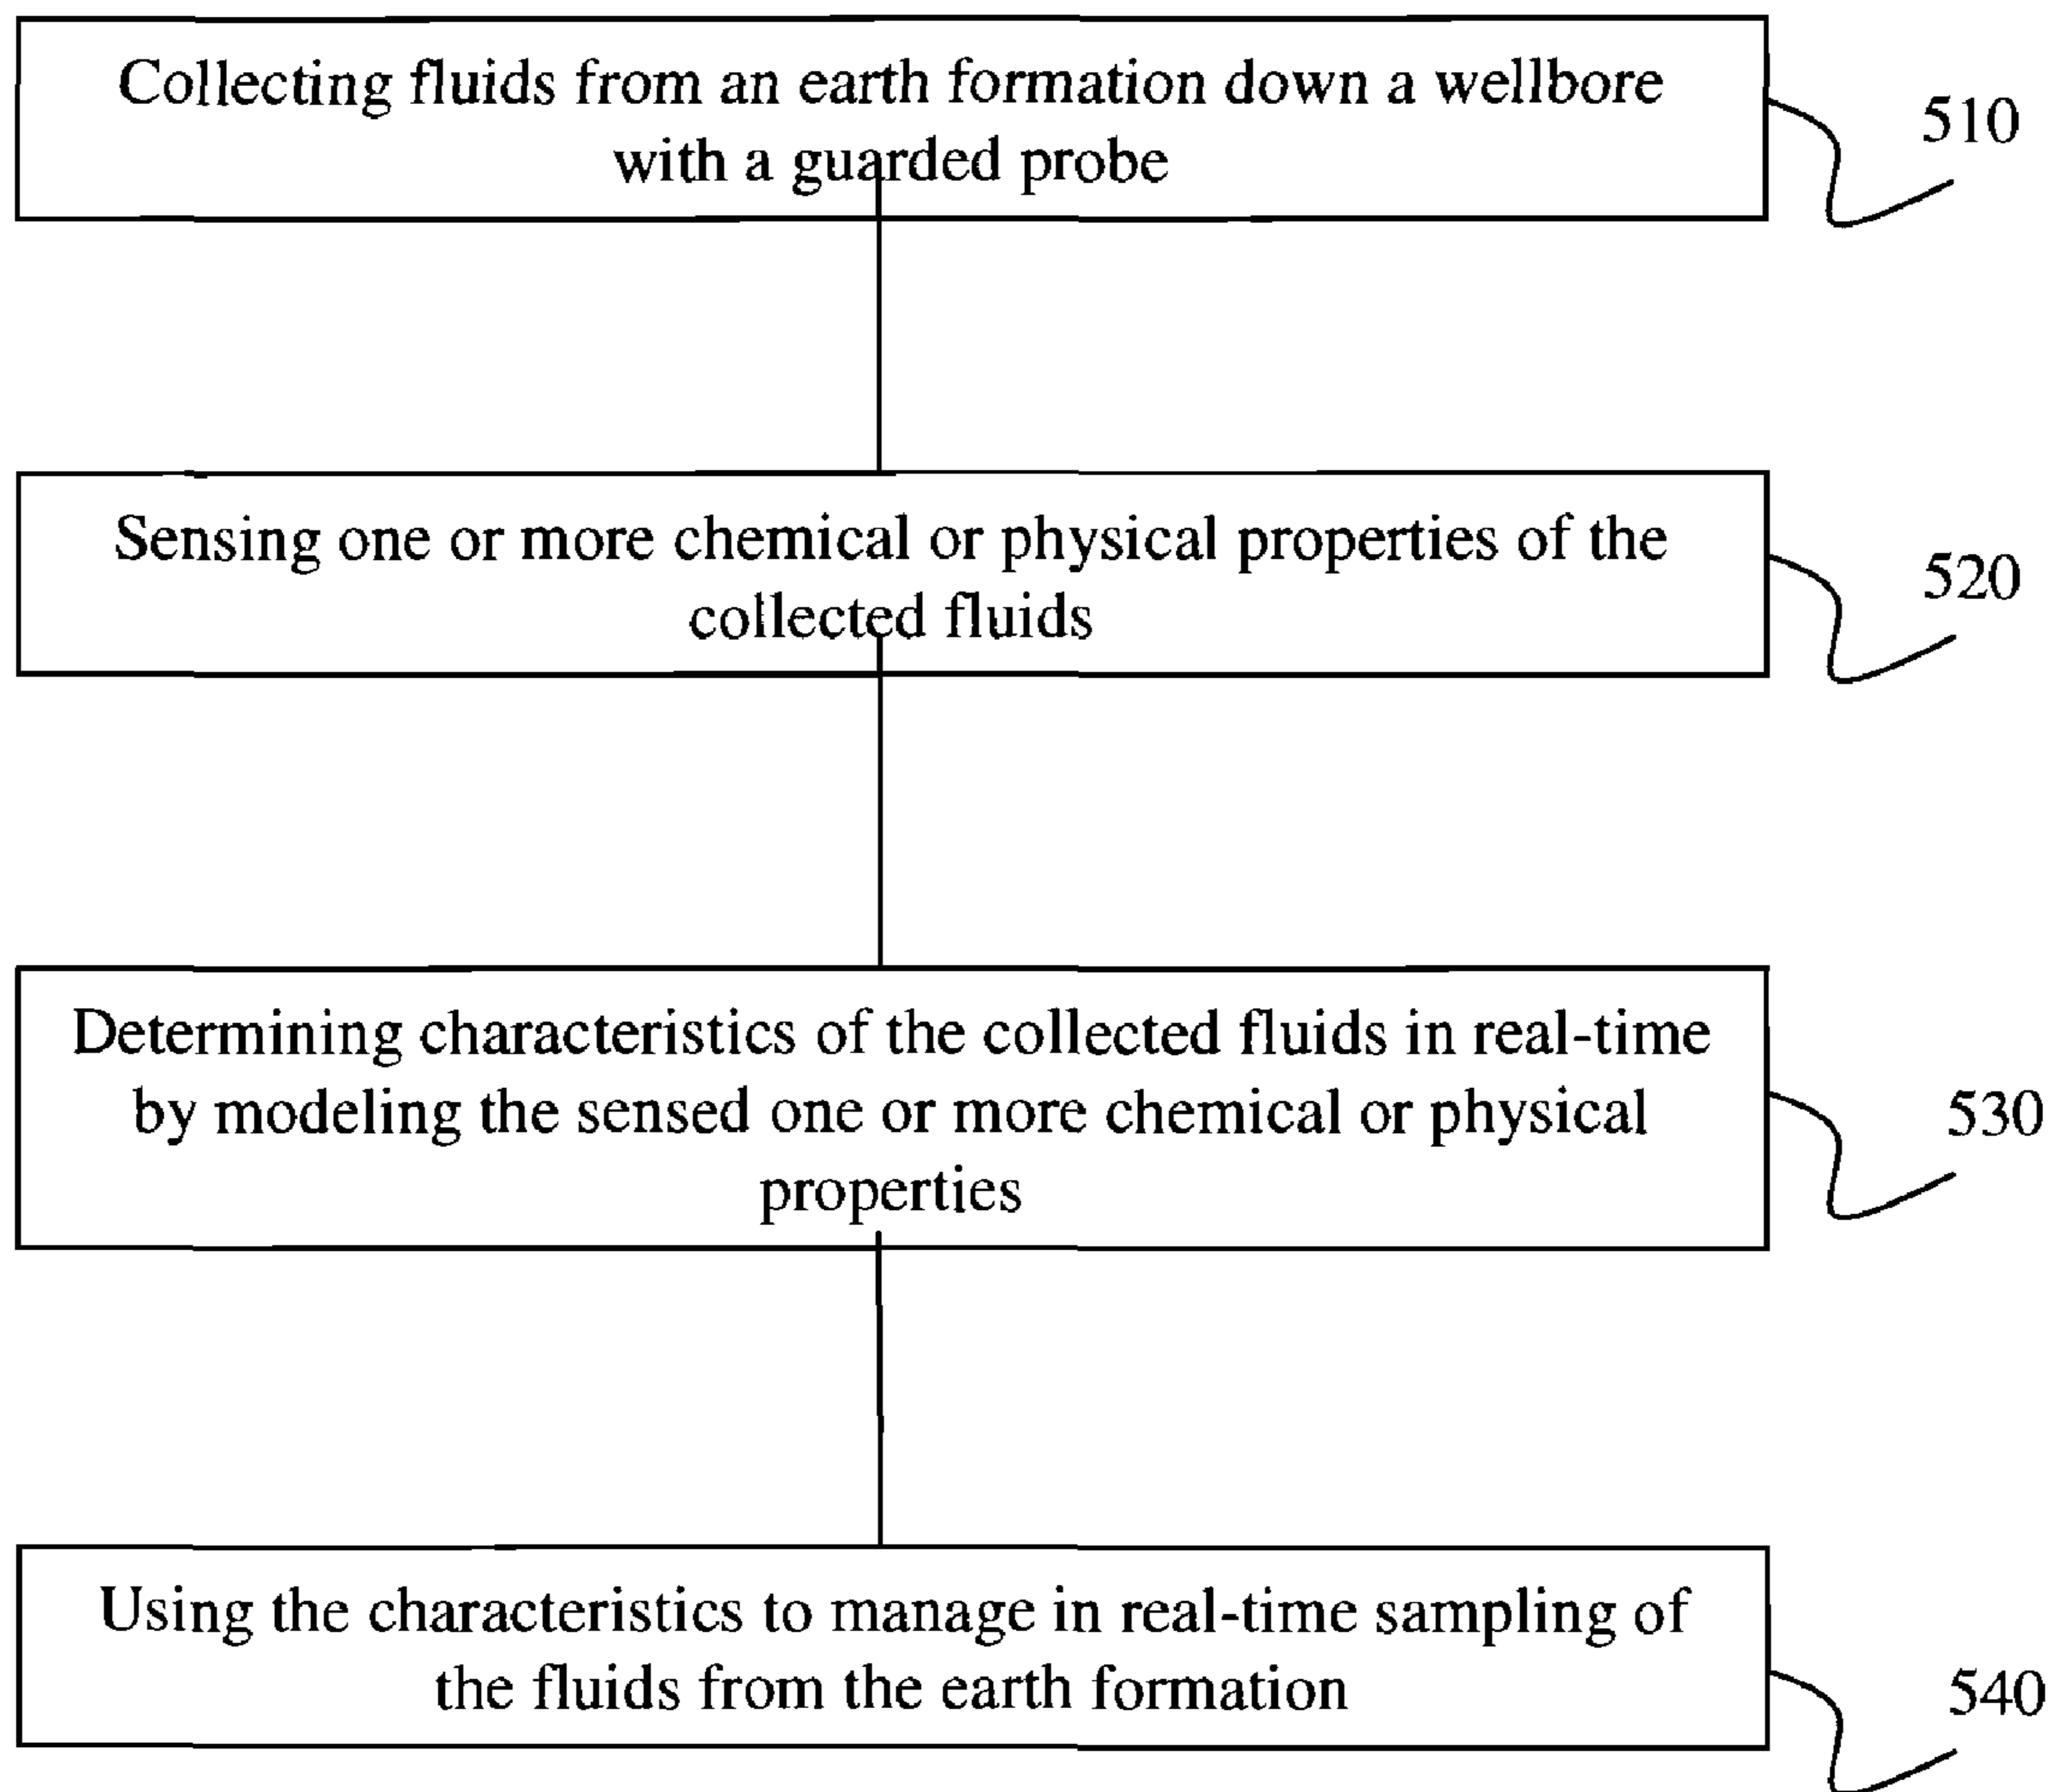 Collecting fluids from an earth formation down a wellbore
with a guarded probe
510
Sensing one or more chemical or physical properties of the
collected fluids
520
Determining characteristics of the collected fluids in real-time
by modeling the sensed one or more chemical or physical
properties
530
Using the characteristics to manage in real-time sampling of
the fluids from the earth formation
540